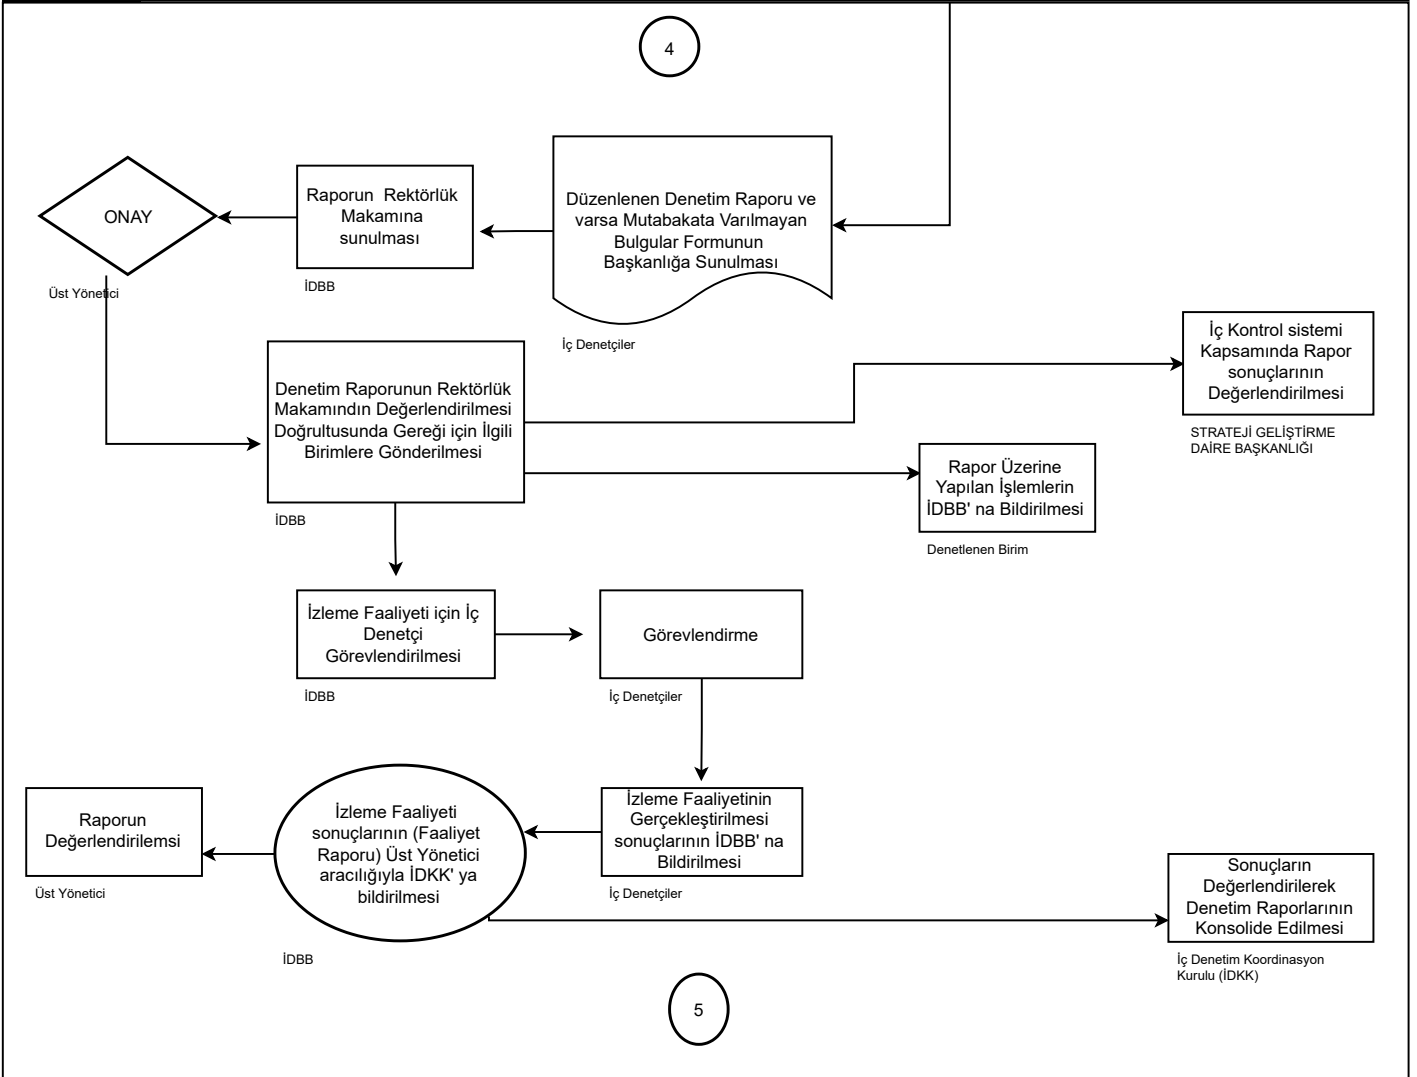 4
ONAY
Üst Yönetici
Raporun  Rektörlük
Makamına
sunulması
İDBB
Düzenlenen Denetim Raporu ve
varsa Mutabakata Varılmayan
Bulgular Formunun
Başkanlığa Sunulması
İç Denetçiler
Denetim Raporunun Rektörlük
Makamındın Değerlendirilmesi
Doğrultusunda Gereği için İlgili
Birimlere Gönderilmesi
İDBB
İç Kontrol sistemi
Kapsamında Rapor
sonuçlarının
Değerlendirilmesi
STRATEJİ GELİŞTİRME
DAİRE BAŞKANLIĞI
Rapor Üzerine
Yapılan İşlemlerin
İDBB' na Bildirilmesi
Denetlenen Birim
İzleme Faaliyeti için İç
Denetçi
Görevlendirilmesi
İDBB
Görevlendirme
İç Denetçiler
Raporun
Değerlendirilemsi
Üst Yönetici
İzleme Faaliyeti
sonuçlarının (Faaliyet
Raporu) Üst Yönetici
aracılığıyla İDKK' ya
bildirilmesi
İDBB
İzleme Faaliyetinin
Gerçekleştirilmesi
sonuçlarının İDBB' na
Bildirilmesi
İç Denetçiler
Sonuçların
Değerlendirilerek
Denetim Raporlarının
Konsolide Edilmesi
İç Denetim Koordinasyon
Kurulu (İDKK)
5